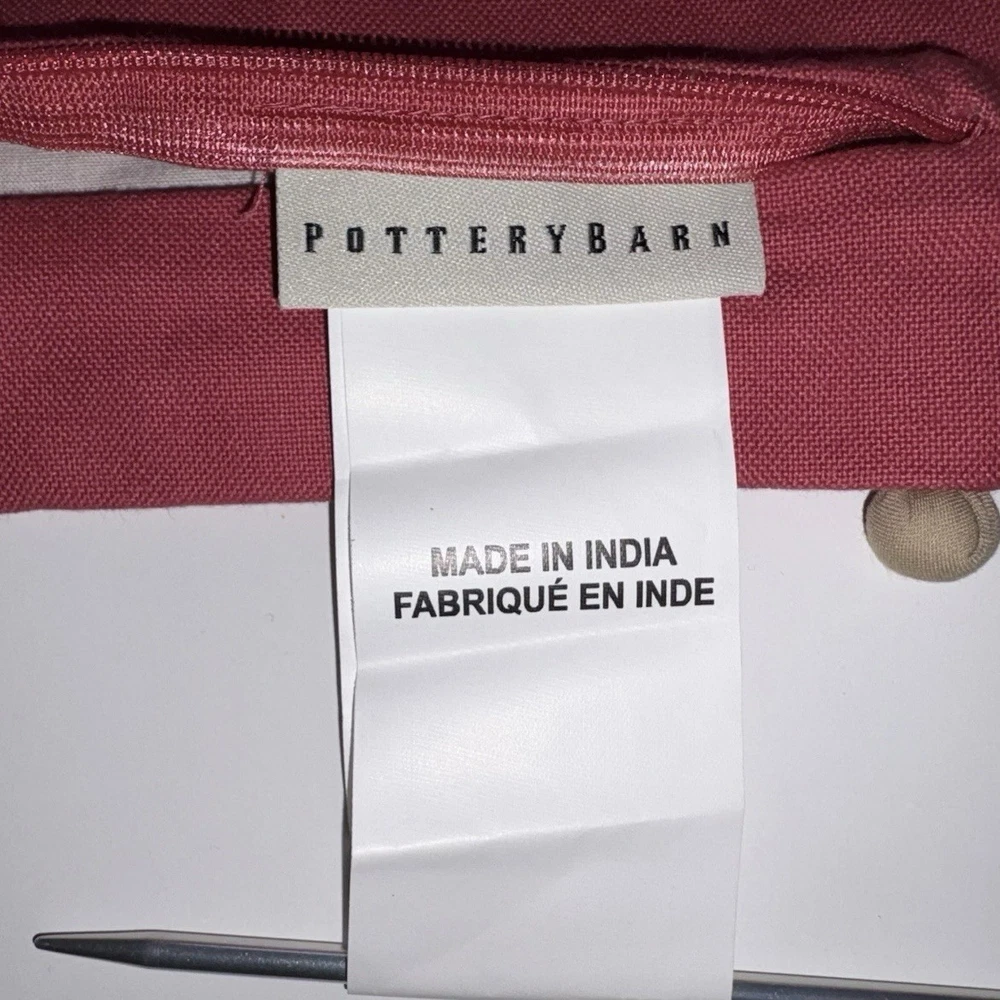 POTTERYBARN
MADE IN INDIA
FABRIQUÉ EN INDE